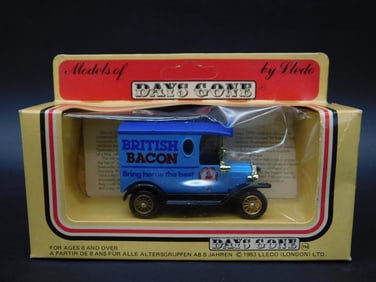 Models of DAYS GONE by Lledo
BRITISH
BACON
Bring home the best
FOR AGES 8 AND OVER
A PARTIR DE 8 ANS FUR ALLE ALTERSGRUPPEN AB 8 JAHREN
DAYS GONE
© 1983 LLEDO (LONDON) LTD.